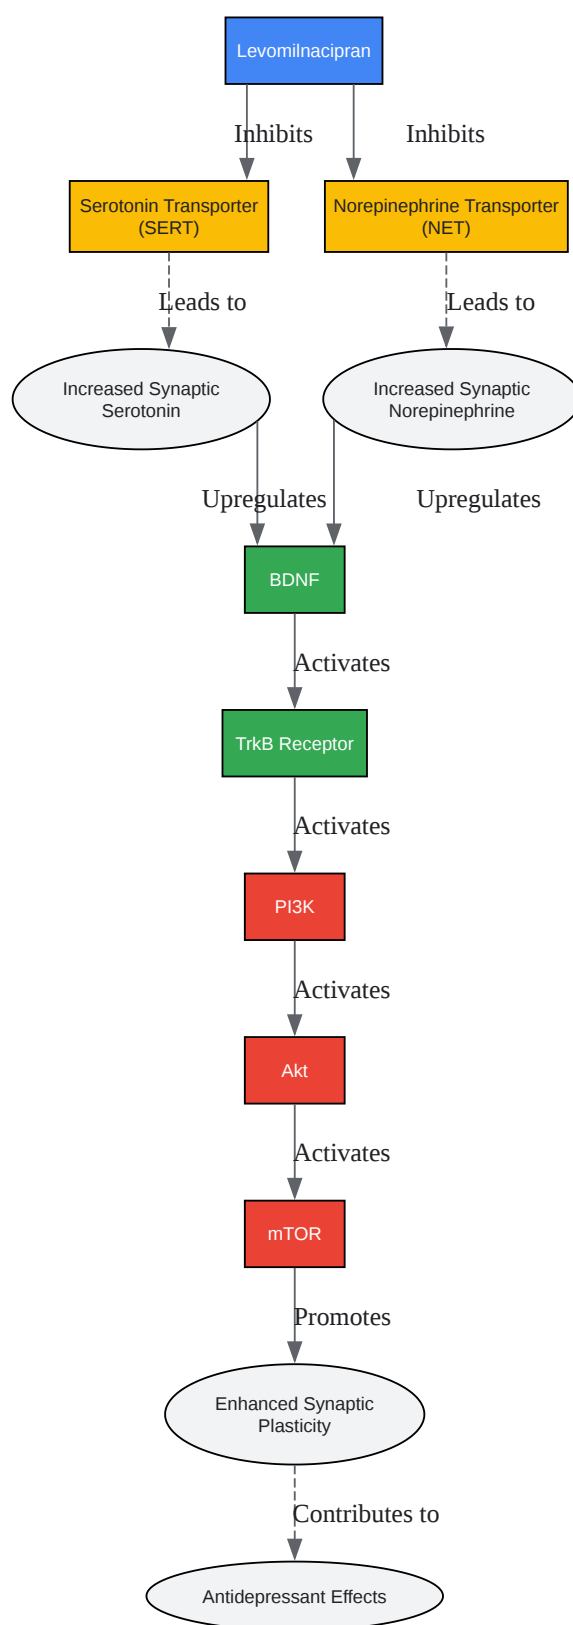 Levomilnacipran
Inhibits
Inhibits
Serotonin Transporter
(SERT)
Norepinephrine Transporter
(NET)
Leads to
Leads to
Increased Synaptic
Serotonin
Increased Synaptic
Norepinephrine
Upregulates
Upregulates
BDNF
Activates
TrkB Receptor
Activates
PI3K
Activates
Akt
Activates
mTOR
Promotes
Enhanced Synaptic
Plasticity
Contributes to
Antidepressant Effects